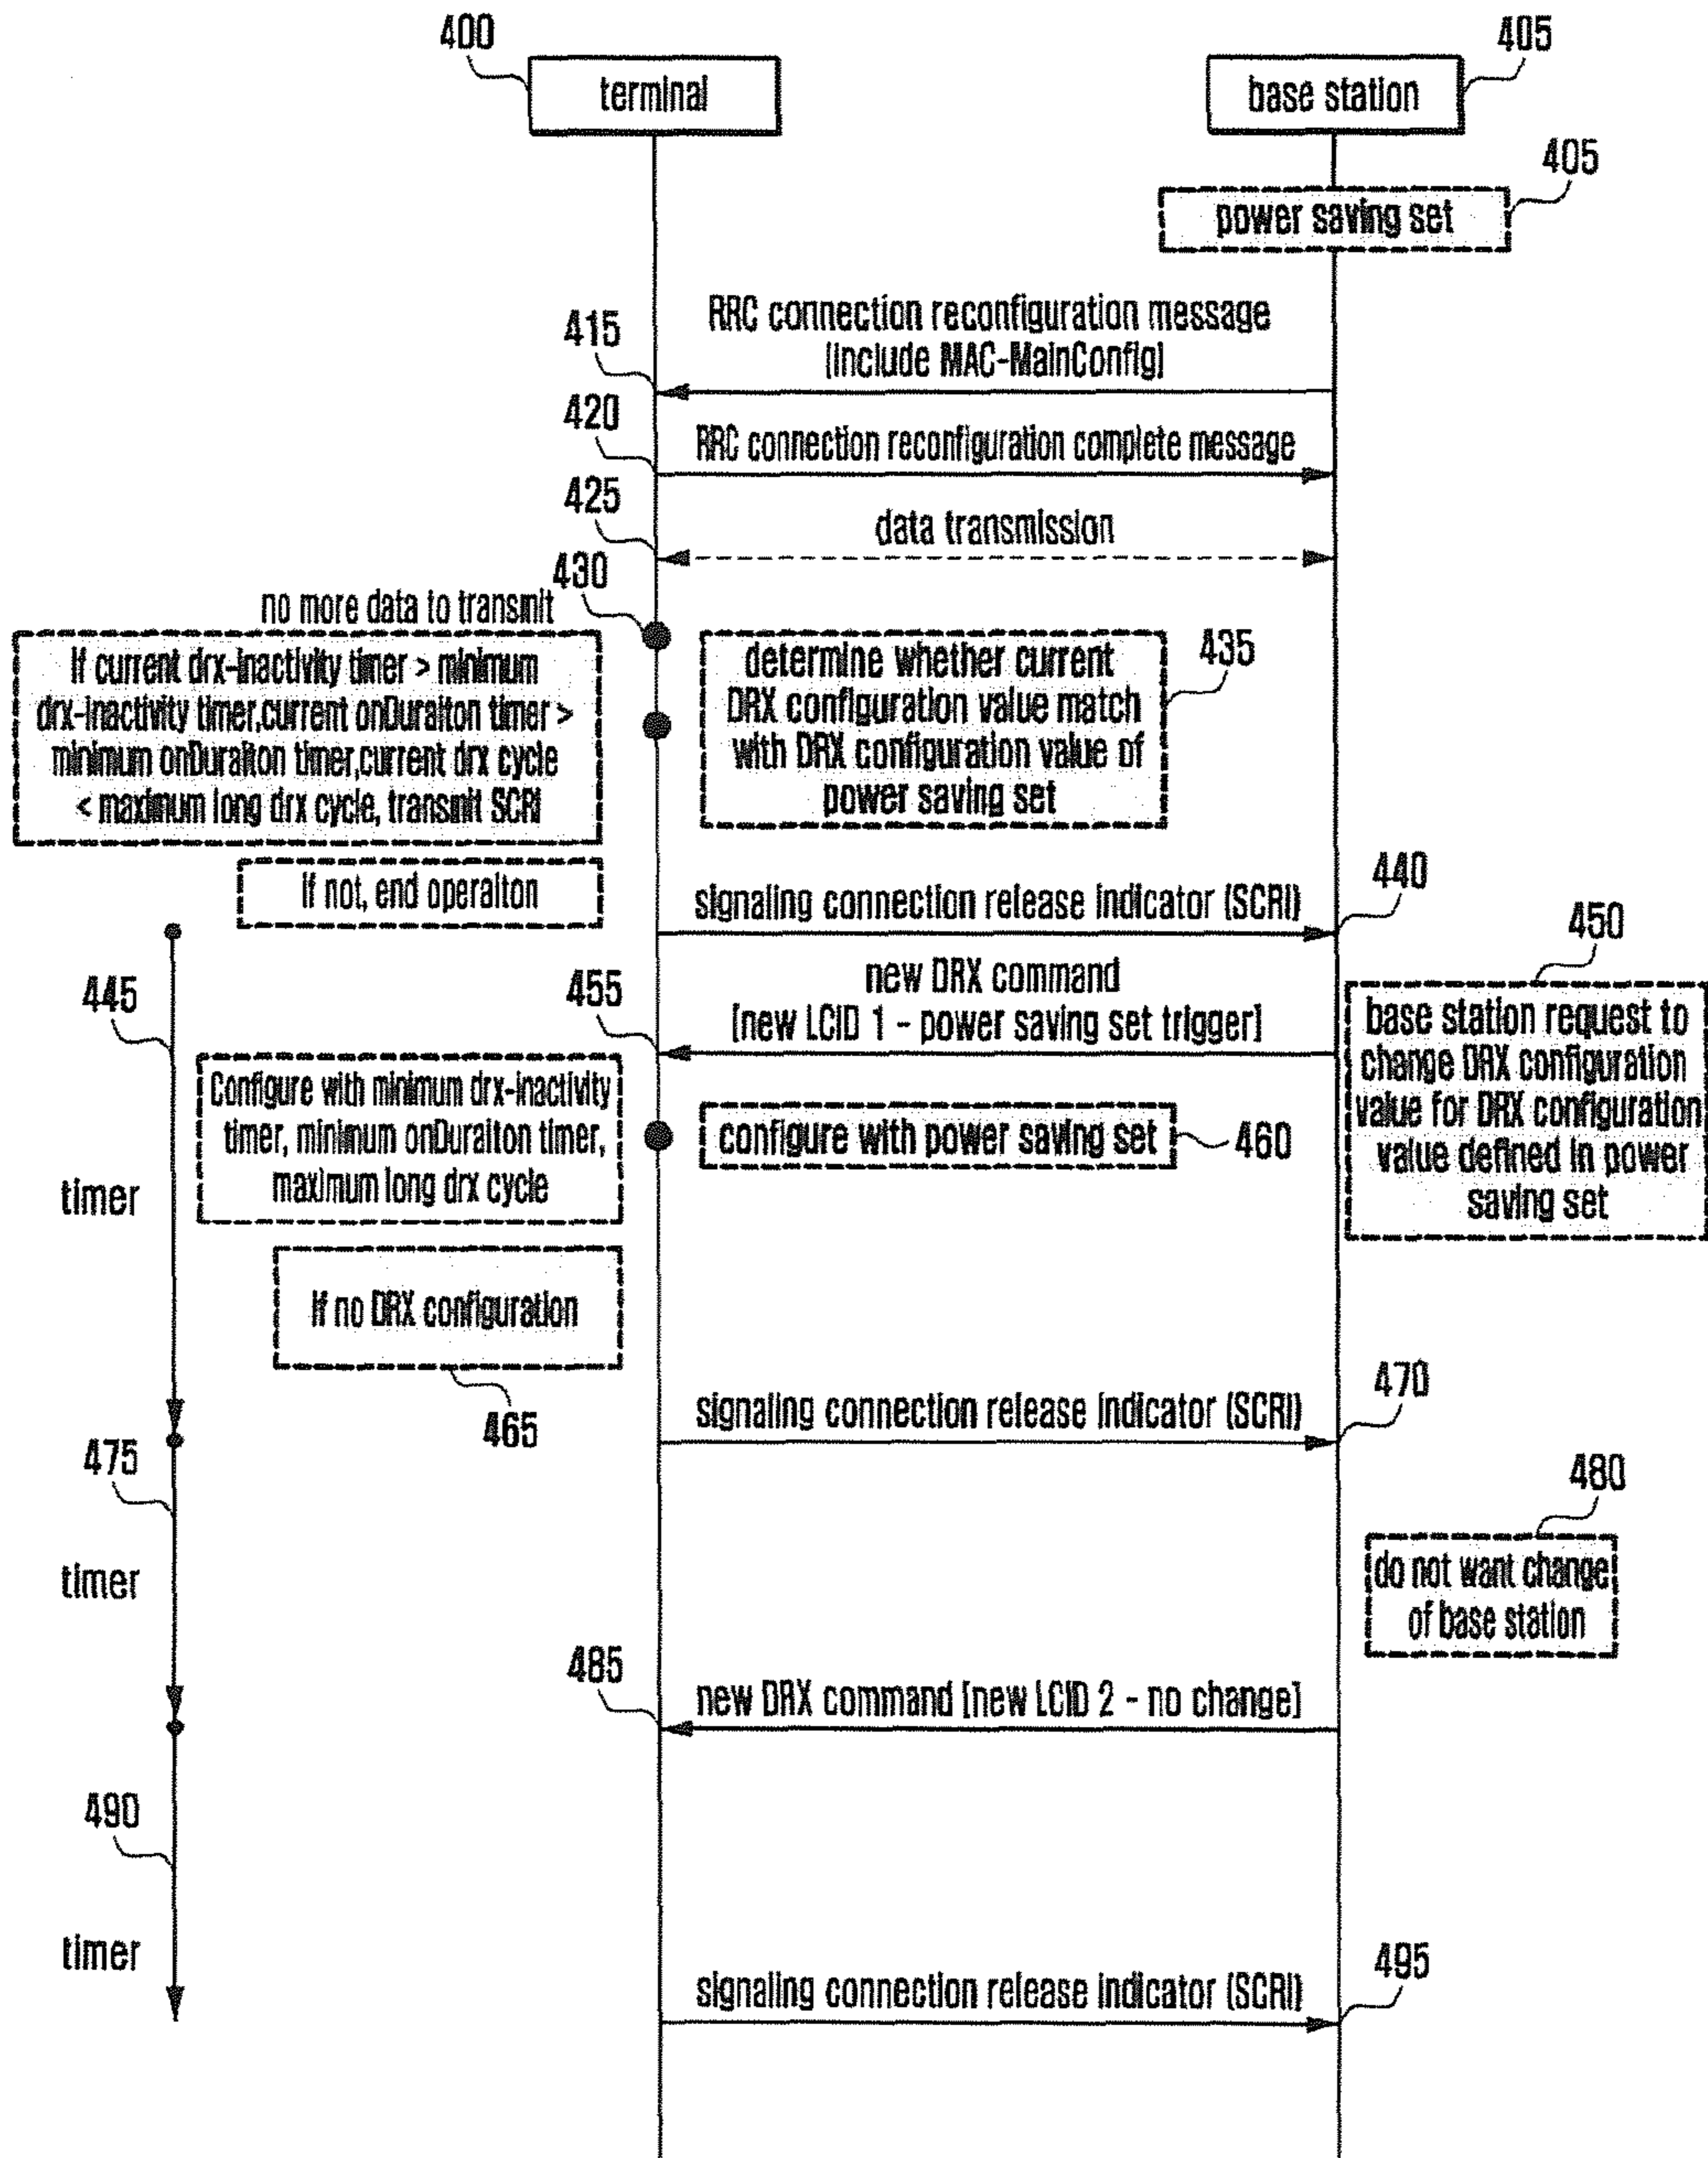 400
405
terminal
base station
405
power saving set
RRC connection reconfiguration message
[include MAC-MainConfig]
415
420
RRC connection reconfiguration complete message
425
data transmission
430
no more data to transmit
If current drx-inactivity timer > minimum
drx-inactivity timer,current onDuraiton timer >
minimum onDuraiton timer,current drx cycle
< maximum long drx cycle, transmit SCRI
determine whether current
DRX configuration value match
with DRX configuration value of
power saving set
435
If not, end operaiton
signaling connection release indicator (SCRI)
440
450
445
455
new DRX command
[new LCID 1 - power saving set trigger]
base station request to
change DRX configuration
value for DRX configuration
value defined in power
saving set
Configure with minimum drx-inactivity
timer, minimum onDuraiton timer,
maximum long drx cycle
configure with power saving set
460
timer
If no DRX configuration
465
signaling connection release indicator (SCRI)
470
475
480
do not want change
of base station
timer
485
new DRX command [new LCID 2 - no change]
490
timer
signaling connection release indicator (SCRI)
495